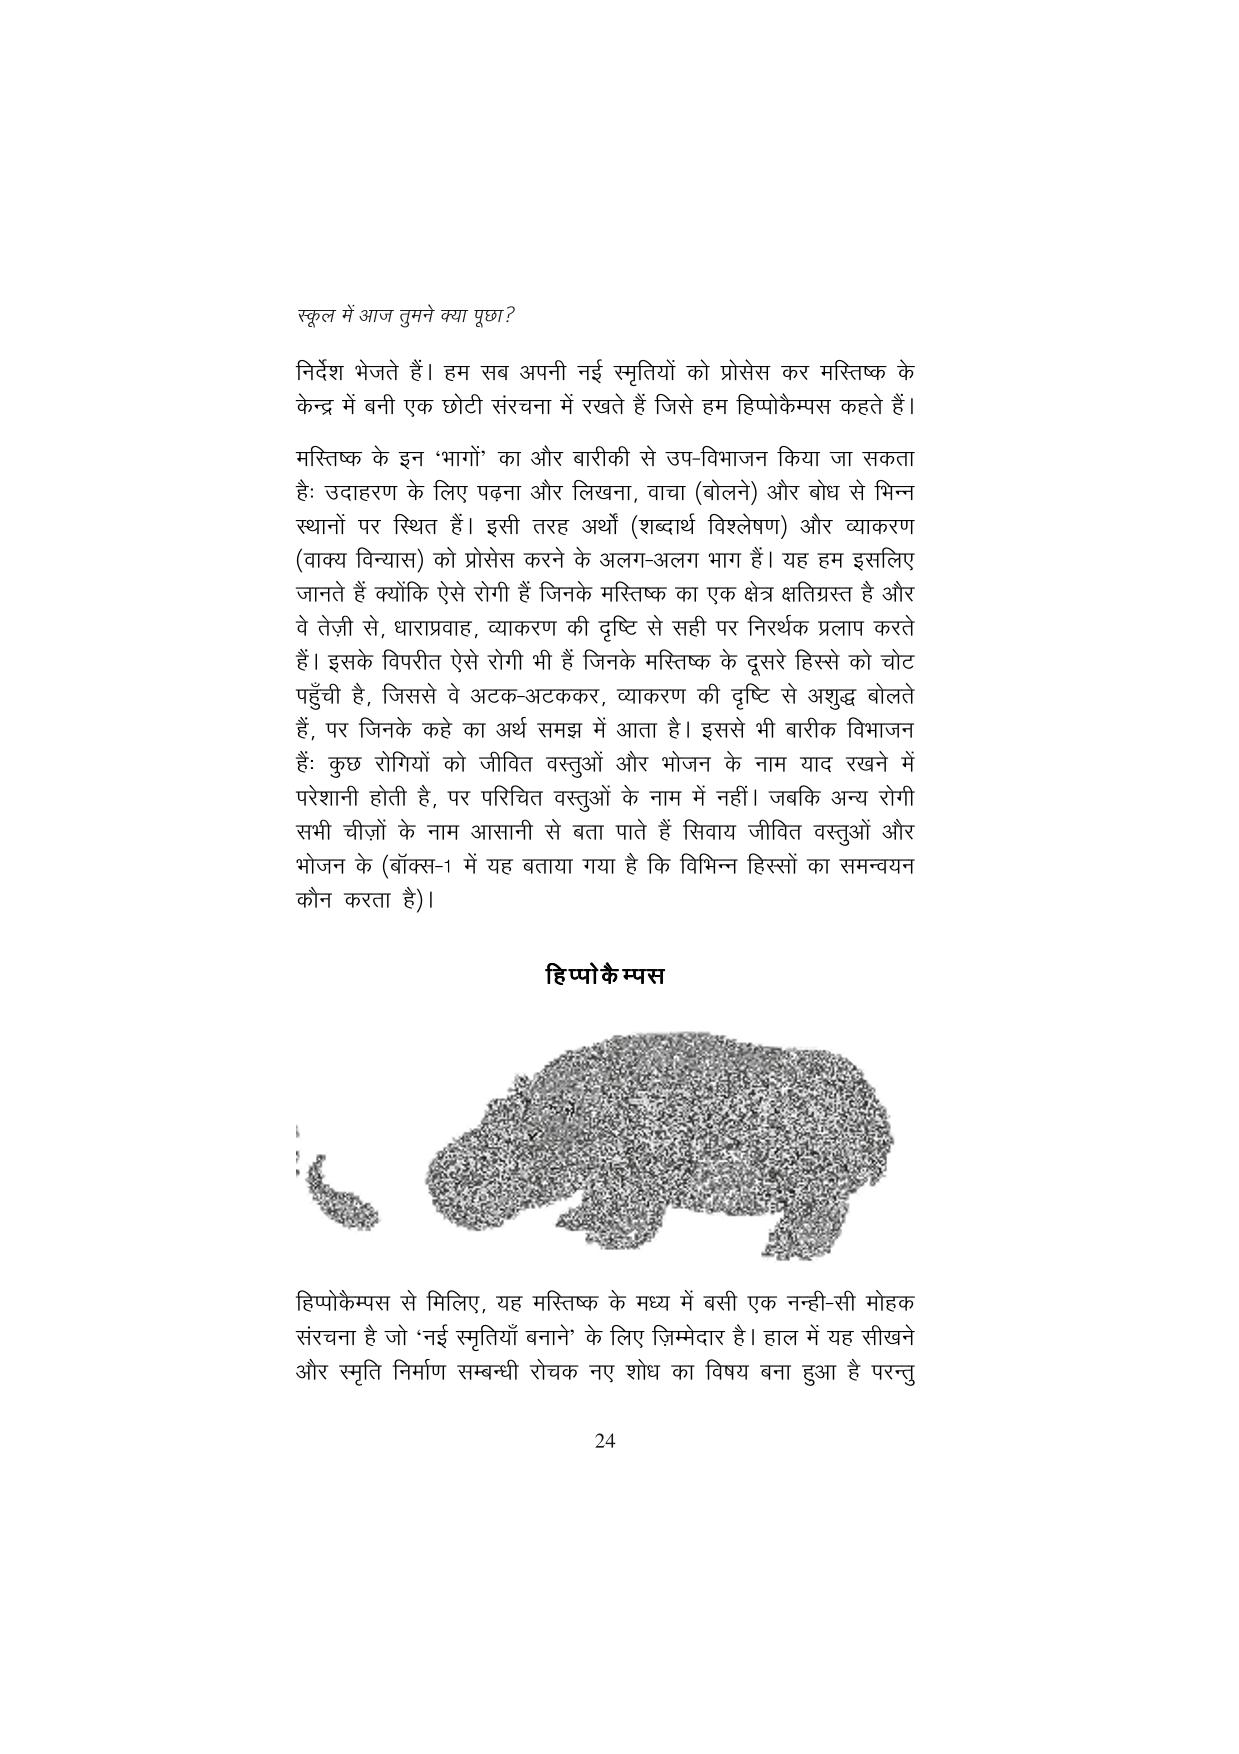 स्कूल में आज तुमने क्या पूछा?
निर्देश भेजते हैं। हम सब अपनी नई स्मृतियों को प्रोसेस कर मस्तिष्क के
केन्द्र में बनी एक छोटी संरचना में रखते हैं जिसे हम हिप्पोकैम्पस कहते हैं।
मस्तिष्क के इन ‘भागों’ का और बारीकी से उप-विभाजन किया जा सकता
हैः उदाहरण के लिए पढ़ना और लिखना, वाचा (बोलने) और बोध से भिन्न
स्थानों पर स्थित हैं। इसी तरह अर्थों (शब्दार्थ विश्लेषण) और व्याकरण
(वाक्य विन्यास) को प्रोसेस करने के अलग-अलग भाग हैं। यह हम इसलिए
जानते हैं क्योंकि ऐसे रोगी हैं जिनके मस्तिष्क का एक क्षेत्र क्षतिग्रस्त है और
वे तेज़ी से, धाराप्रवाह, व्याकरण की दृष्टि से सही पर निरर्थक प्रलाप करते
हैं। इसके विपरीत ऐसे रोगी भी हैं जिनके मस्तिष्क के दूसरे हिस्से को चोट
पहुँची है, जिससे वे अटक-अटककर, व्याकरण की दृष्टि से अशुद्ध बोलते
हैं, पर जिनके कहे का अर्थ समझ में आता है। इससे भी बारीक विभाजन
हैंः कुछ रोगियों को जीवित वस्तुओं और भोजन के नाम याद रखने में
परेशानी होती है, पर परिचित वस्तुओं के नाम में नहीं। जबकि अन्य रोगी
सभी चीज़ों के नाम आसानी से बता पाते हैं सिवाय जीवित वस्तुओं और
भोजन के (बॉक्स-1 में यह बताया गया है कि विभिन्न हिस्सों का समन्वयन
कौन करता है)।
हिप्पोकैम्पस
हिप्पोकैम्पस से मिलिए, यह मस्तिष्क के मध्य में बसी एक नन्ही-सी मोहक
संरचना है जो ‘नई स्मृतियाँ बनाने’ के लिए ज़िम्मेदार है। हाल में यह सीखने
और स्मृति निर्माण सम्बन्धी रोचक नए शोध का विषय बना हुआ है परन्तु
24